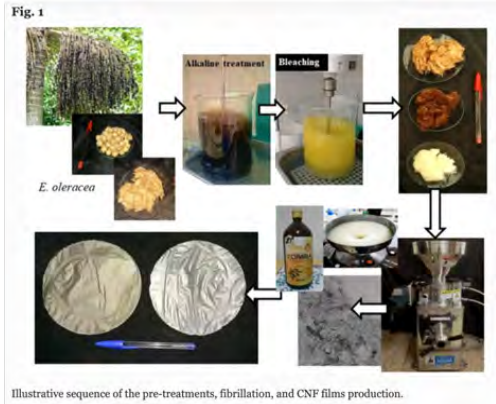 Fig. 1
Alkaline treatment
Bleaching
E. oleracea
Illustrative sequence of the pre-treatments, fibrillation, and CNF films production.